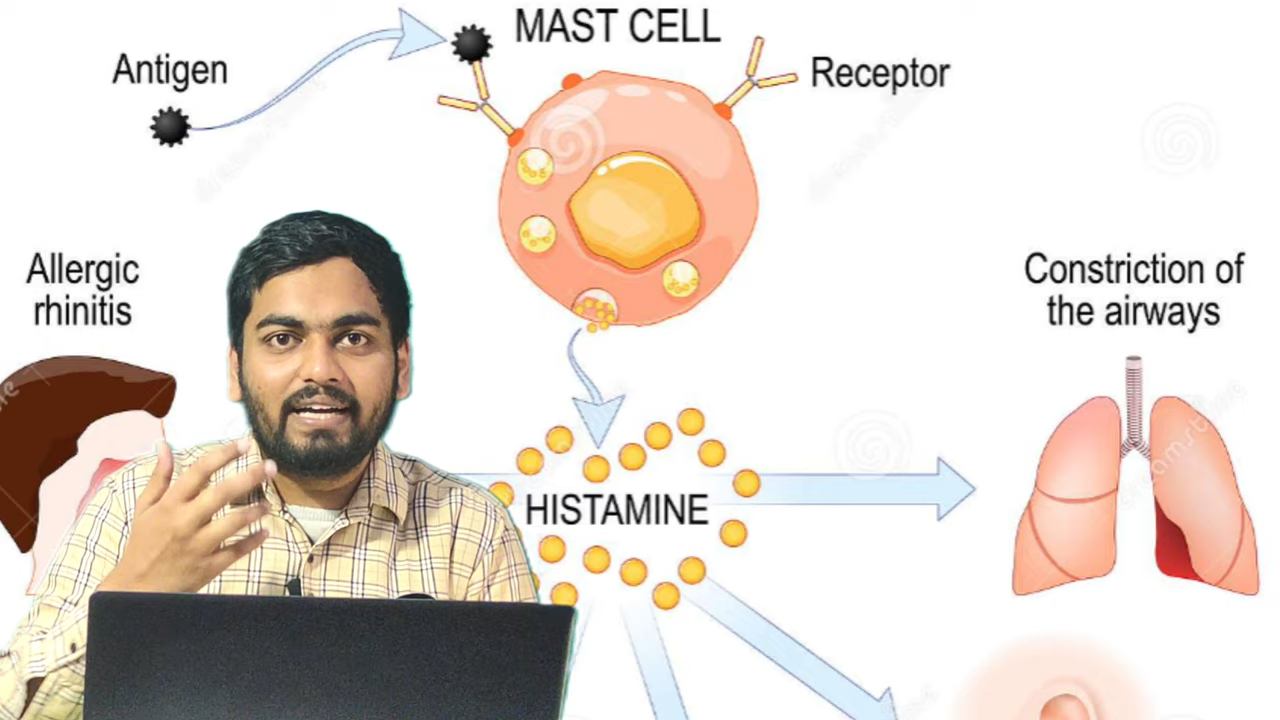 MAST CELL
Antigen
Receptor
Allergic
rhinitis
Constriction of
the airways
HISTAMINE